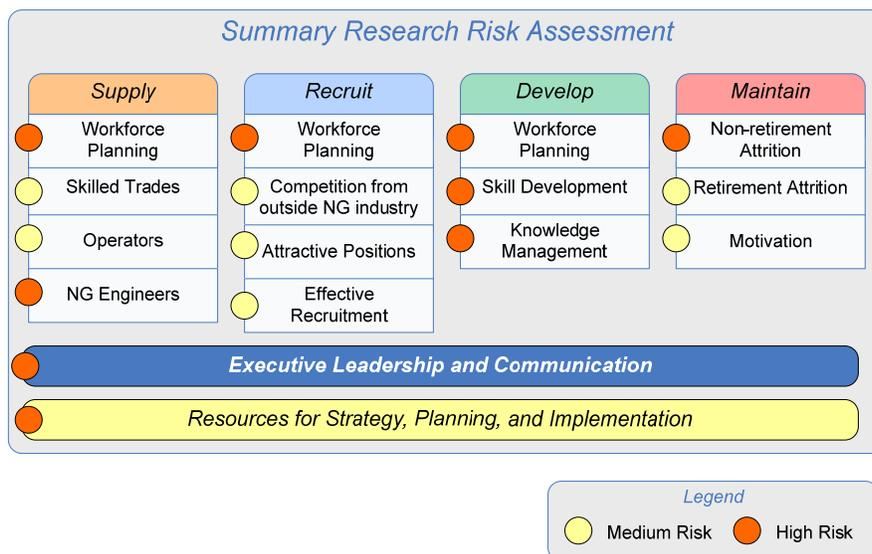 Summary Research Risk Assessment
Supply
Workforce
Planning
Skilled Trades
Operators
NG Engineers
Recruit
Workforce
Planning
Competition from
outside NG industry
Attractive Positions
Effective
Recruitment
Develop
Workforce
Planning
Skill Development
Knowledge
Management
Maintain
Non-retirement
Attrition
Retirement Attrition
Motivation
Executive Leadership and Communication
Resources for Strategy, Planning, and Implementation
Legend
Medium Risk
High Risk